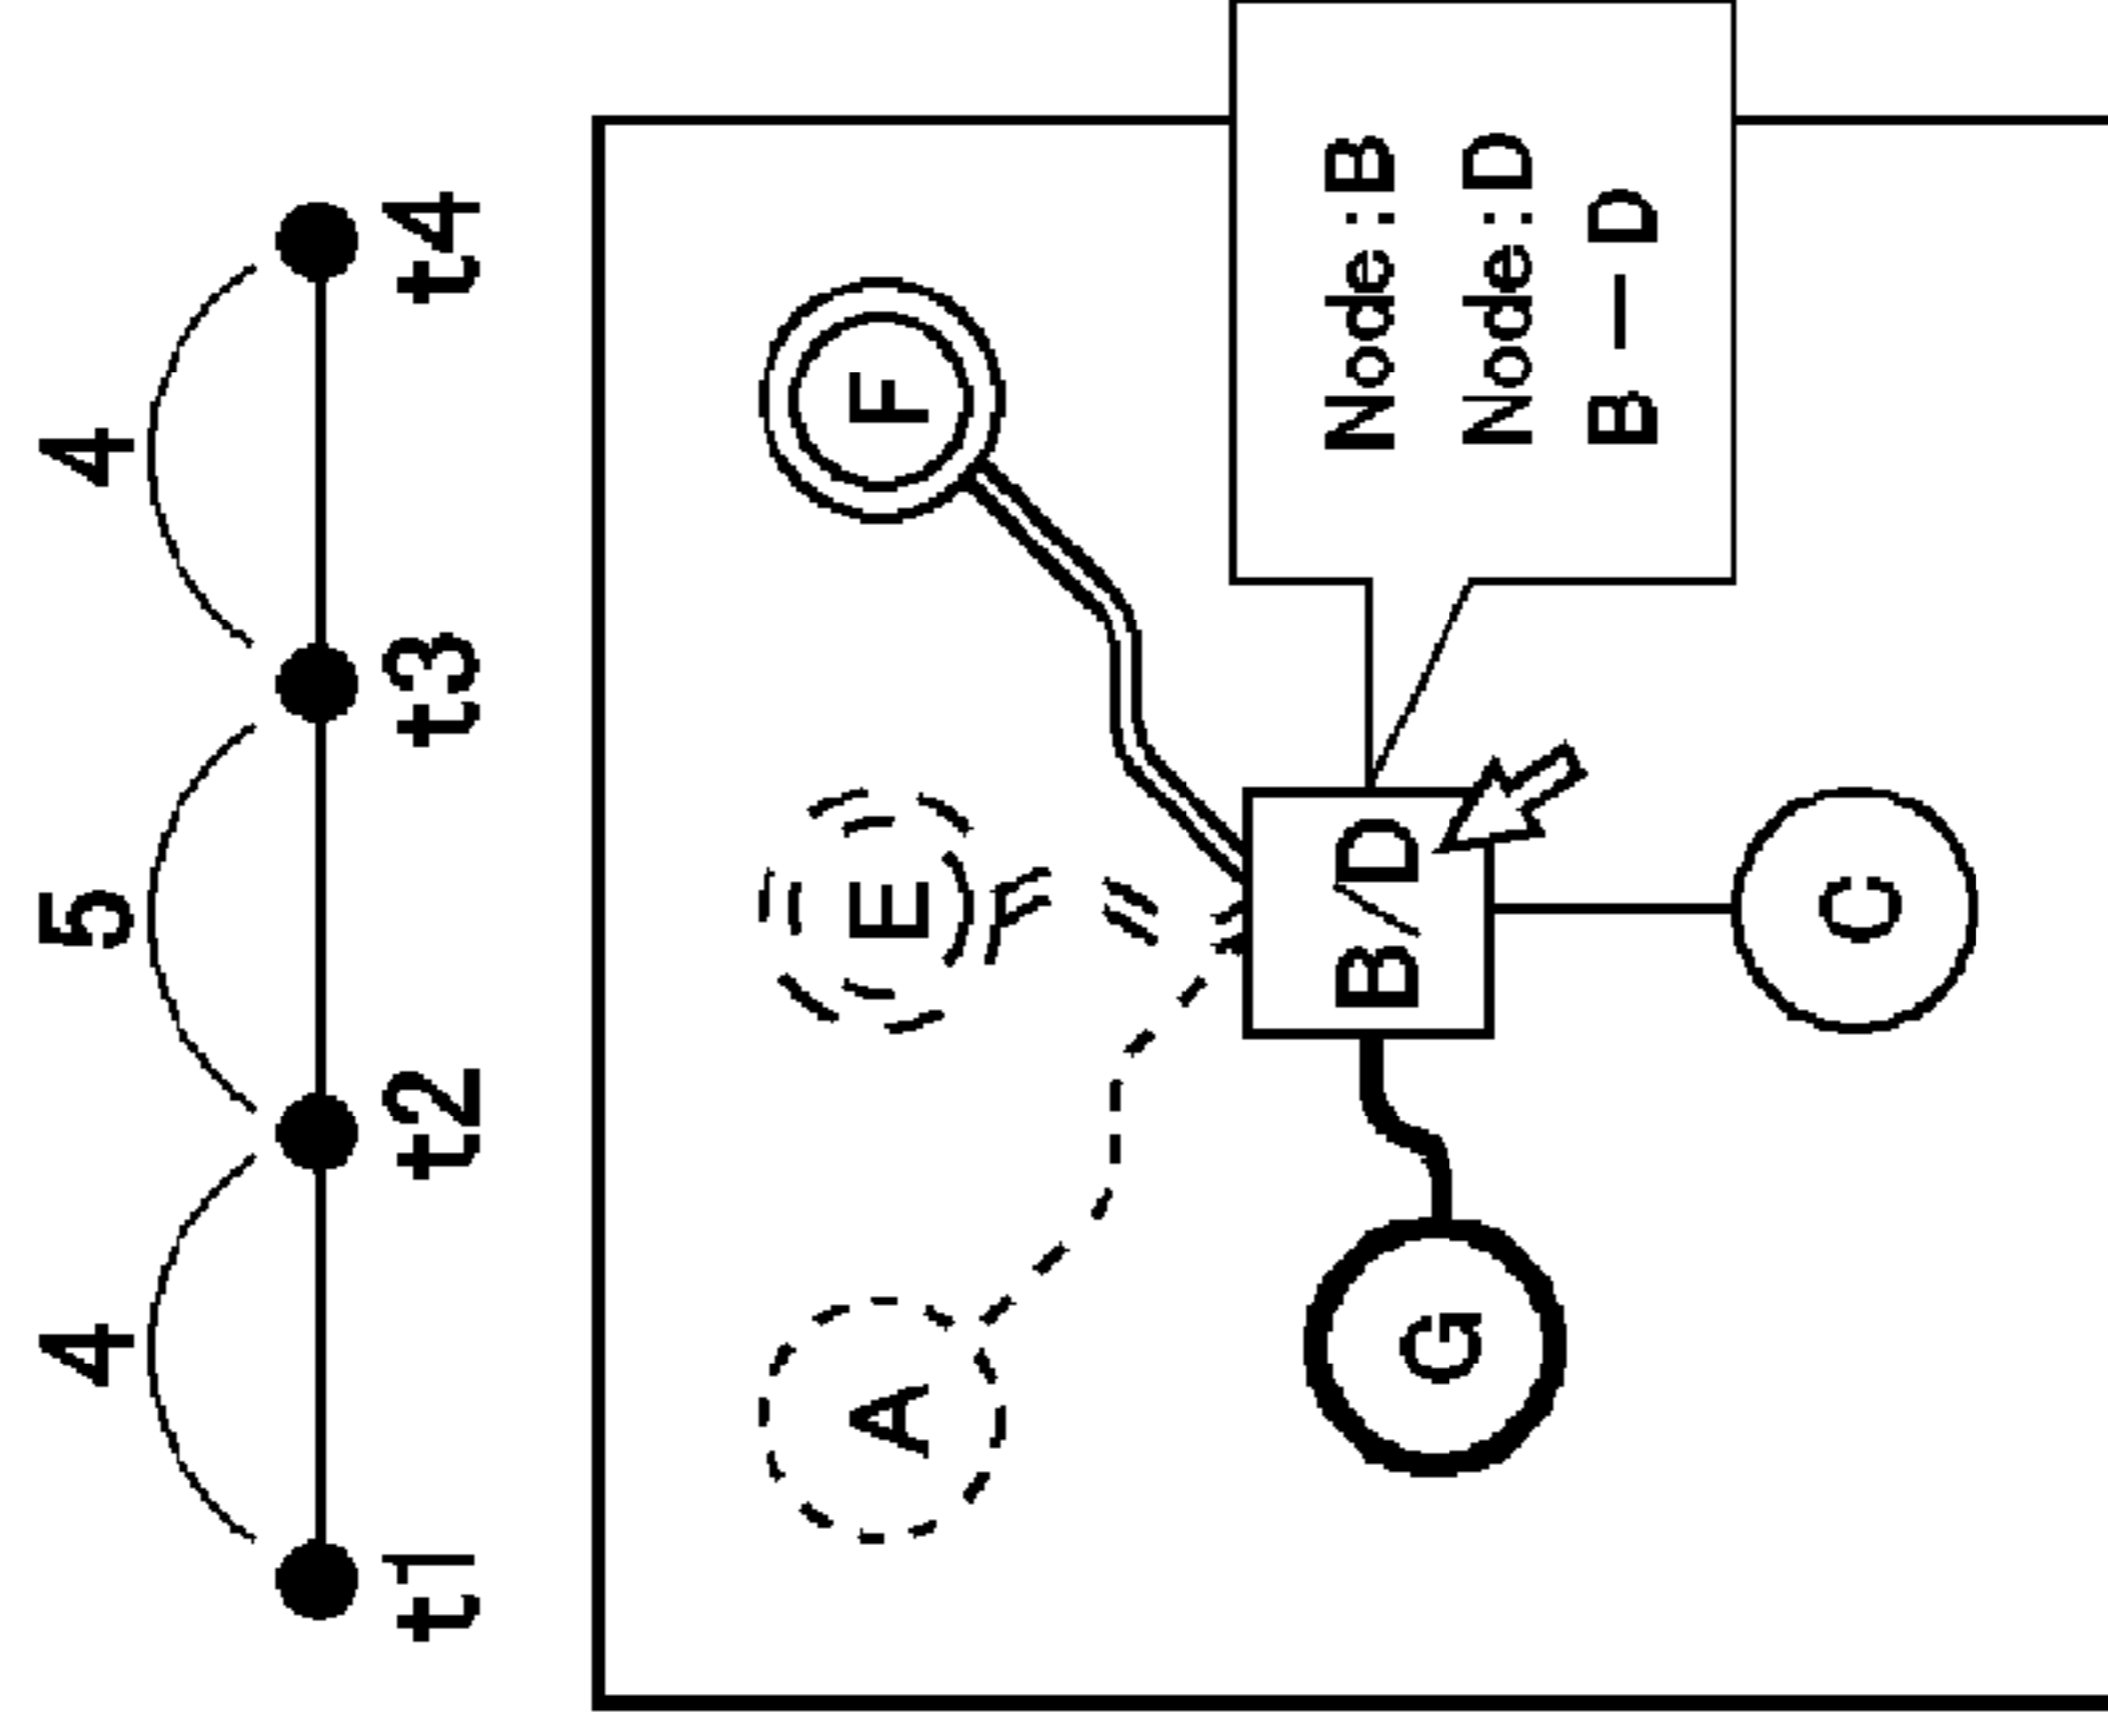 4 5 4
t1 t2 t3 t4
A E F
B/D
G
C
Node:B
Node:D
B — D